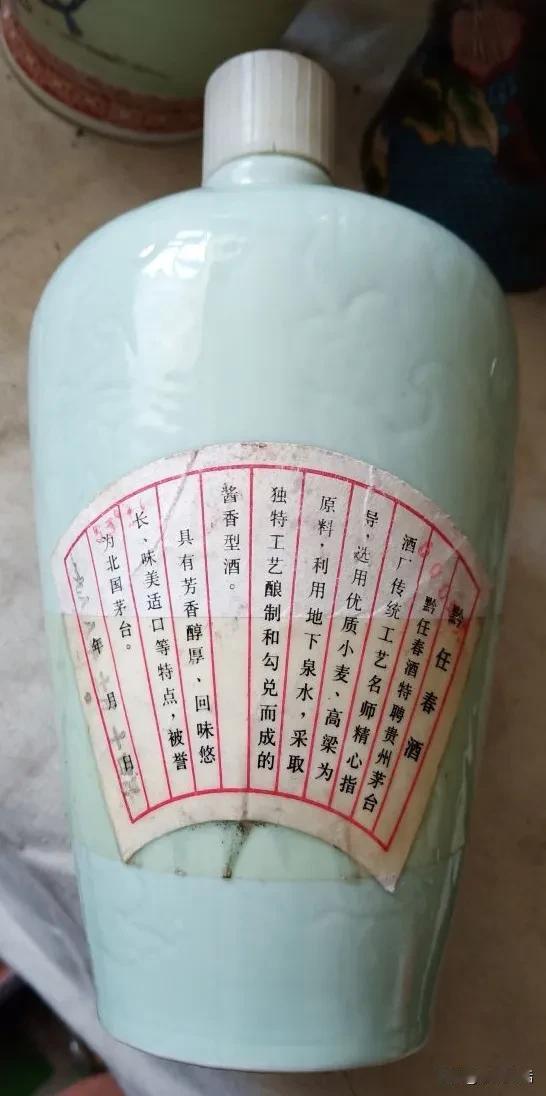 黔任春酒
黔任春酒特聘贵州茅台
酒厂传统工艺名师精心指
导，选用优质小麦、高粱为
原料，利用地下泉水，采取
独特工艺酿制和勾兑而成的
酱香型酒。
具有芳香醇厚、回味悠
长、味美适口等特点，被誉
为北国茅台。
年 月 日